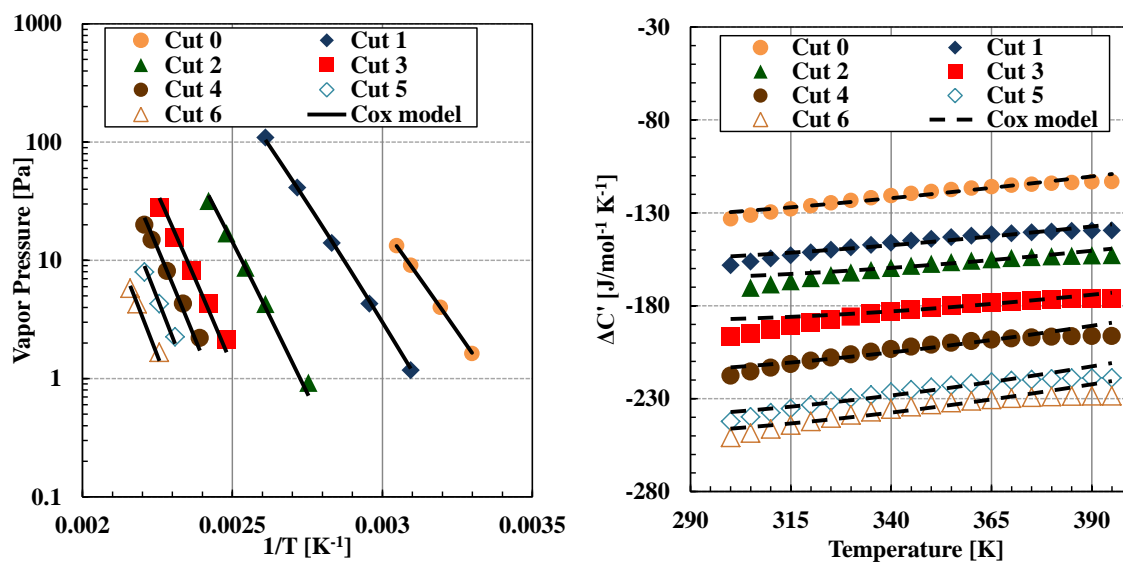 1000
100
10
1
0.1
Vapor Pressure [Pa]
Cut 0
Cut 1
Cut 2
Cut 3
Cut 4
Cut 5
Cut 6
Cox model
0.002
0.0025
0.003
0.0035
1/T [K-1]
-30
-80
-130
-180
-230
-280
ΔC' [J/mol-1 K-1]
Cut 0
Cut 1
Cut 2
Cut 3
Cut 4
Cut 5
Cut 6
Cox model
290
315
340
365
390
Temperature [K]